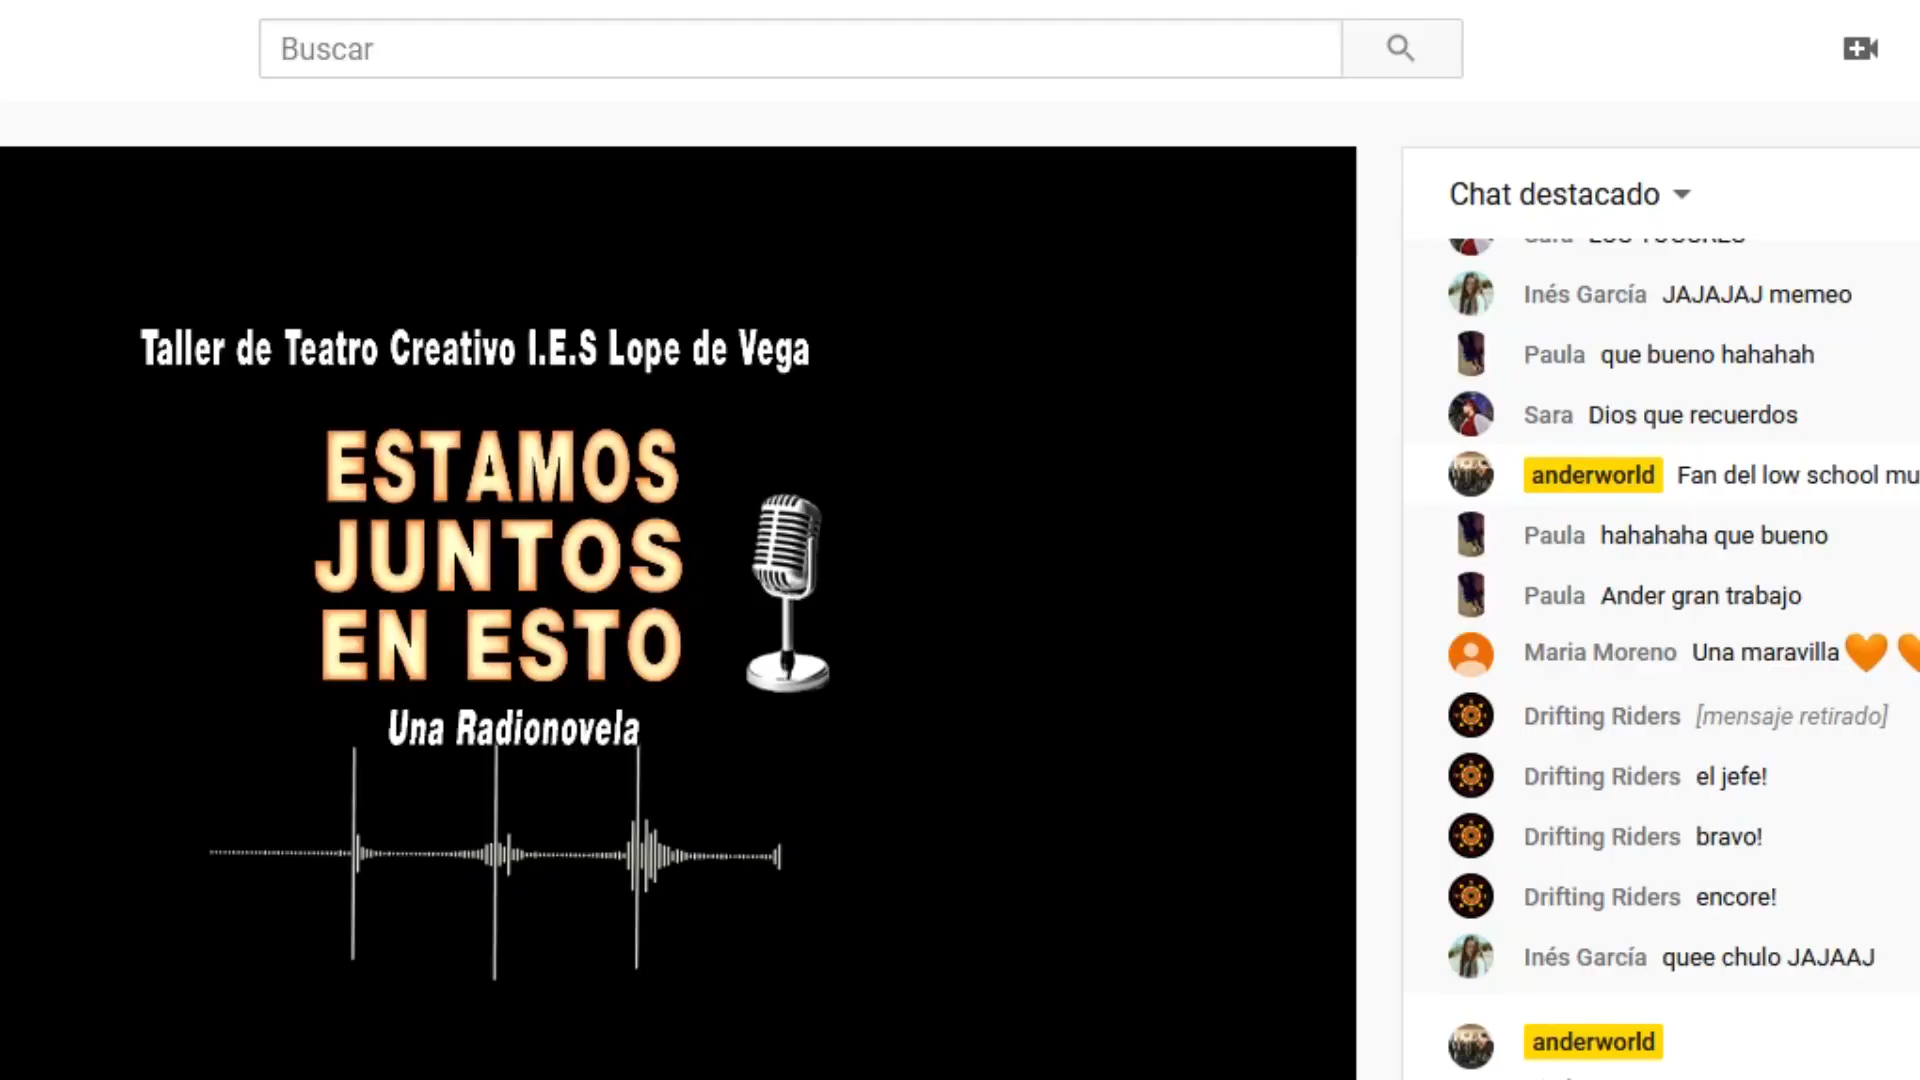 Buscar
Taller de Teatro Creativo I.E.S Lope de Vega
ESTAMOS
JUNTOS
EN ESTO
Una Radionovela
Chat destacado
Inés García JAJAJAJ memeo
Paula que bueno hahahah
Sara Dios que recuerdos
anderworld Fan del low school mu
Paula hahahaha que bueno
Paula Ander gran trabajo
Maria Moreno Una maravilla🧡
Drifting Riders [mensaje retirado]
Drifting Riders el jefe!
Drifting Riders bravo!
Drifting Riders encore!
Inés García quee chulo JAJAAJ
anderworld